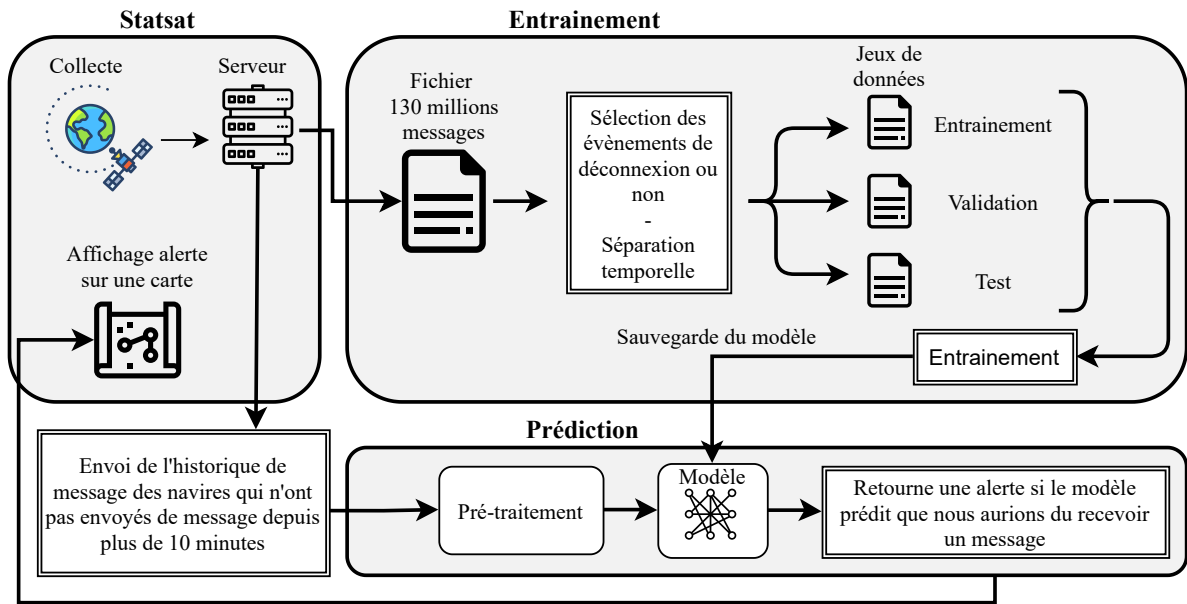 Statsat
Collecte
Serveur
Affichage alerte
sur une carte
Entrainement
Fichier
130 millions
messages
Sélection des
évènements de
déconnexion ou
non
-
Séparation
temporelle
Jeux de
données
Entrainement
Validation
Test
Entrainement
Sauvegarde du modèle
Envoi de l'historique de
message des navires qui n'ont
pas envoyés de message depuis
plus de 10 minutes
Prédiction
Pré-traitement
Modèle
Retourne une alerte si le modèle
prédit que nous aurions du recevoir
un message